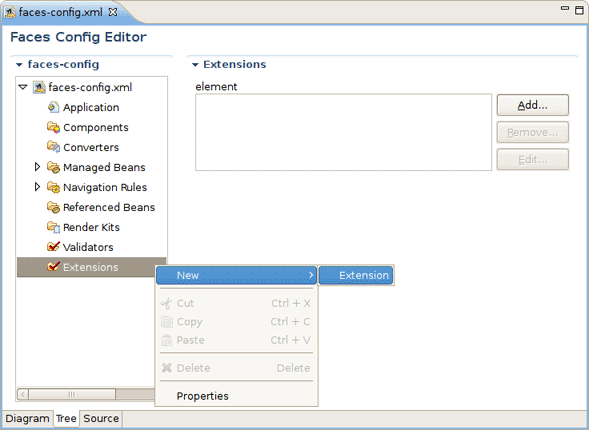 faces-config.xml
Faces Config Editor
faces-config
faces-config.xml
Application
Components
Converters
Managed Beans
Navigation Rules
Referenced Beans
Render Kits
Validators
Extensions
Extensions
element
Add...
Remove...
Edit...
New
Extension
Cut Ctrl + X
Copy Ctrl + C
Paste Ctrl + V
Delete Delete
Properties
Diagram Tree Source